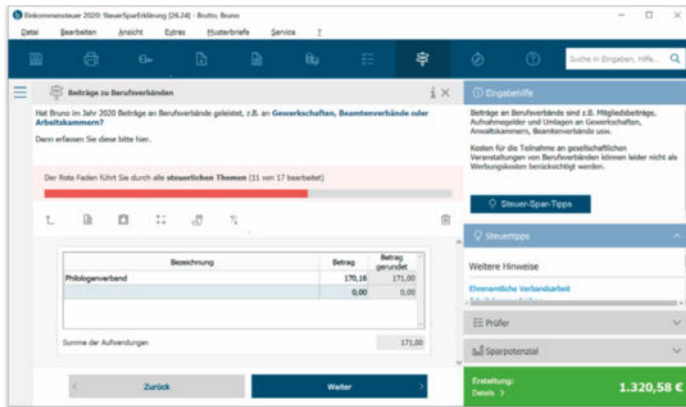 Einkommensteuer 2020: SteuerSparErklärung [26.24] - Brutto, Bruno
Datei Bearbeiten Ansicht Extras Musterbriefe Service ?
Suche in Eingaben, Hilfe...
Beiträge zu Berufsverbänden
Hat Bruno im Jahr 2020 Beiträge an Berufsverbände geleistet, z.B. an Gewerkschaften, Beamtenverbände oder
Arbeitskammern?
Dann erfassen Sie diese bitte hier.
Der Rote Faden führt Sie durch alle steuerlichen Themen (11 von 17 bearbeitet)
Bezeichnung Betrag Betrag gerundet
Philologenverband 170,16 171,00
0,00 0,00
Summe der Aufwendungen 171,00
Zurück Weiter
Eingabehilfe
Beiträge an Berufsverbände sind z.B. Mitgliedsbeiträge,
Aufnahmegelder und Umlagen an Gewerkschaften,
Anwaltskammern, Beamtenverbände usw.
Kosten für die Teilnahme an gesellschaftlichen
Veranstaltungen von Berufsverbänden können leider nicht als
Werbungskosten berücksichtigt werden.
Steuer-Spar-Tipps
Steuertipps
Weitere Hinweise
Ehrenamtliche Verbandsarbeit
Prüfer
Sparpotenzial
Erstattung:
Details > 1.320,58 €